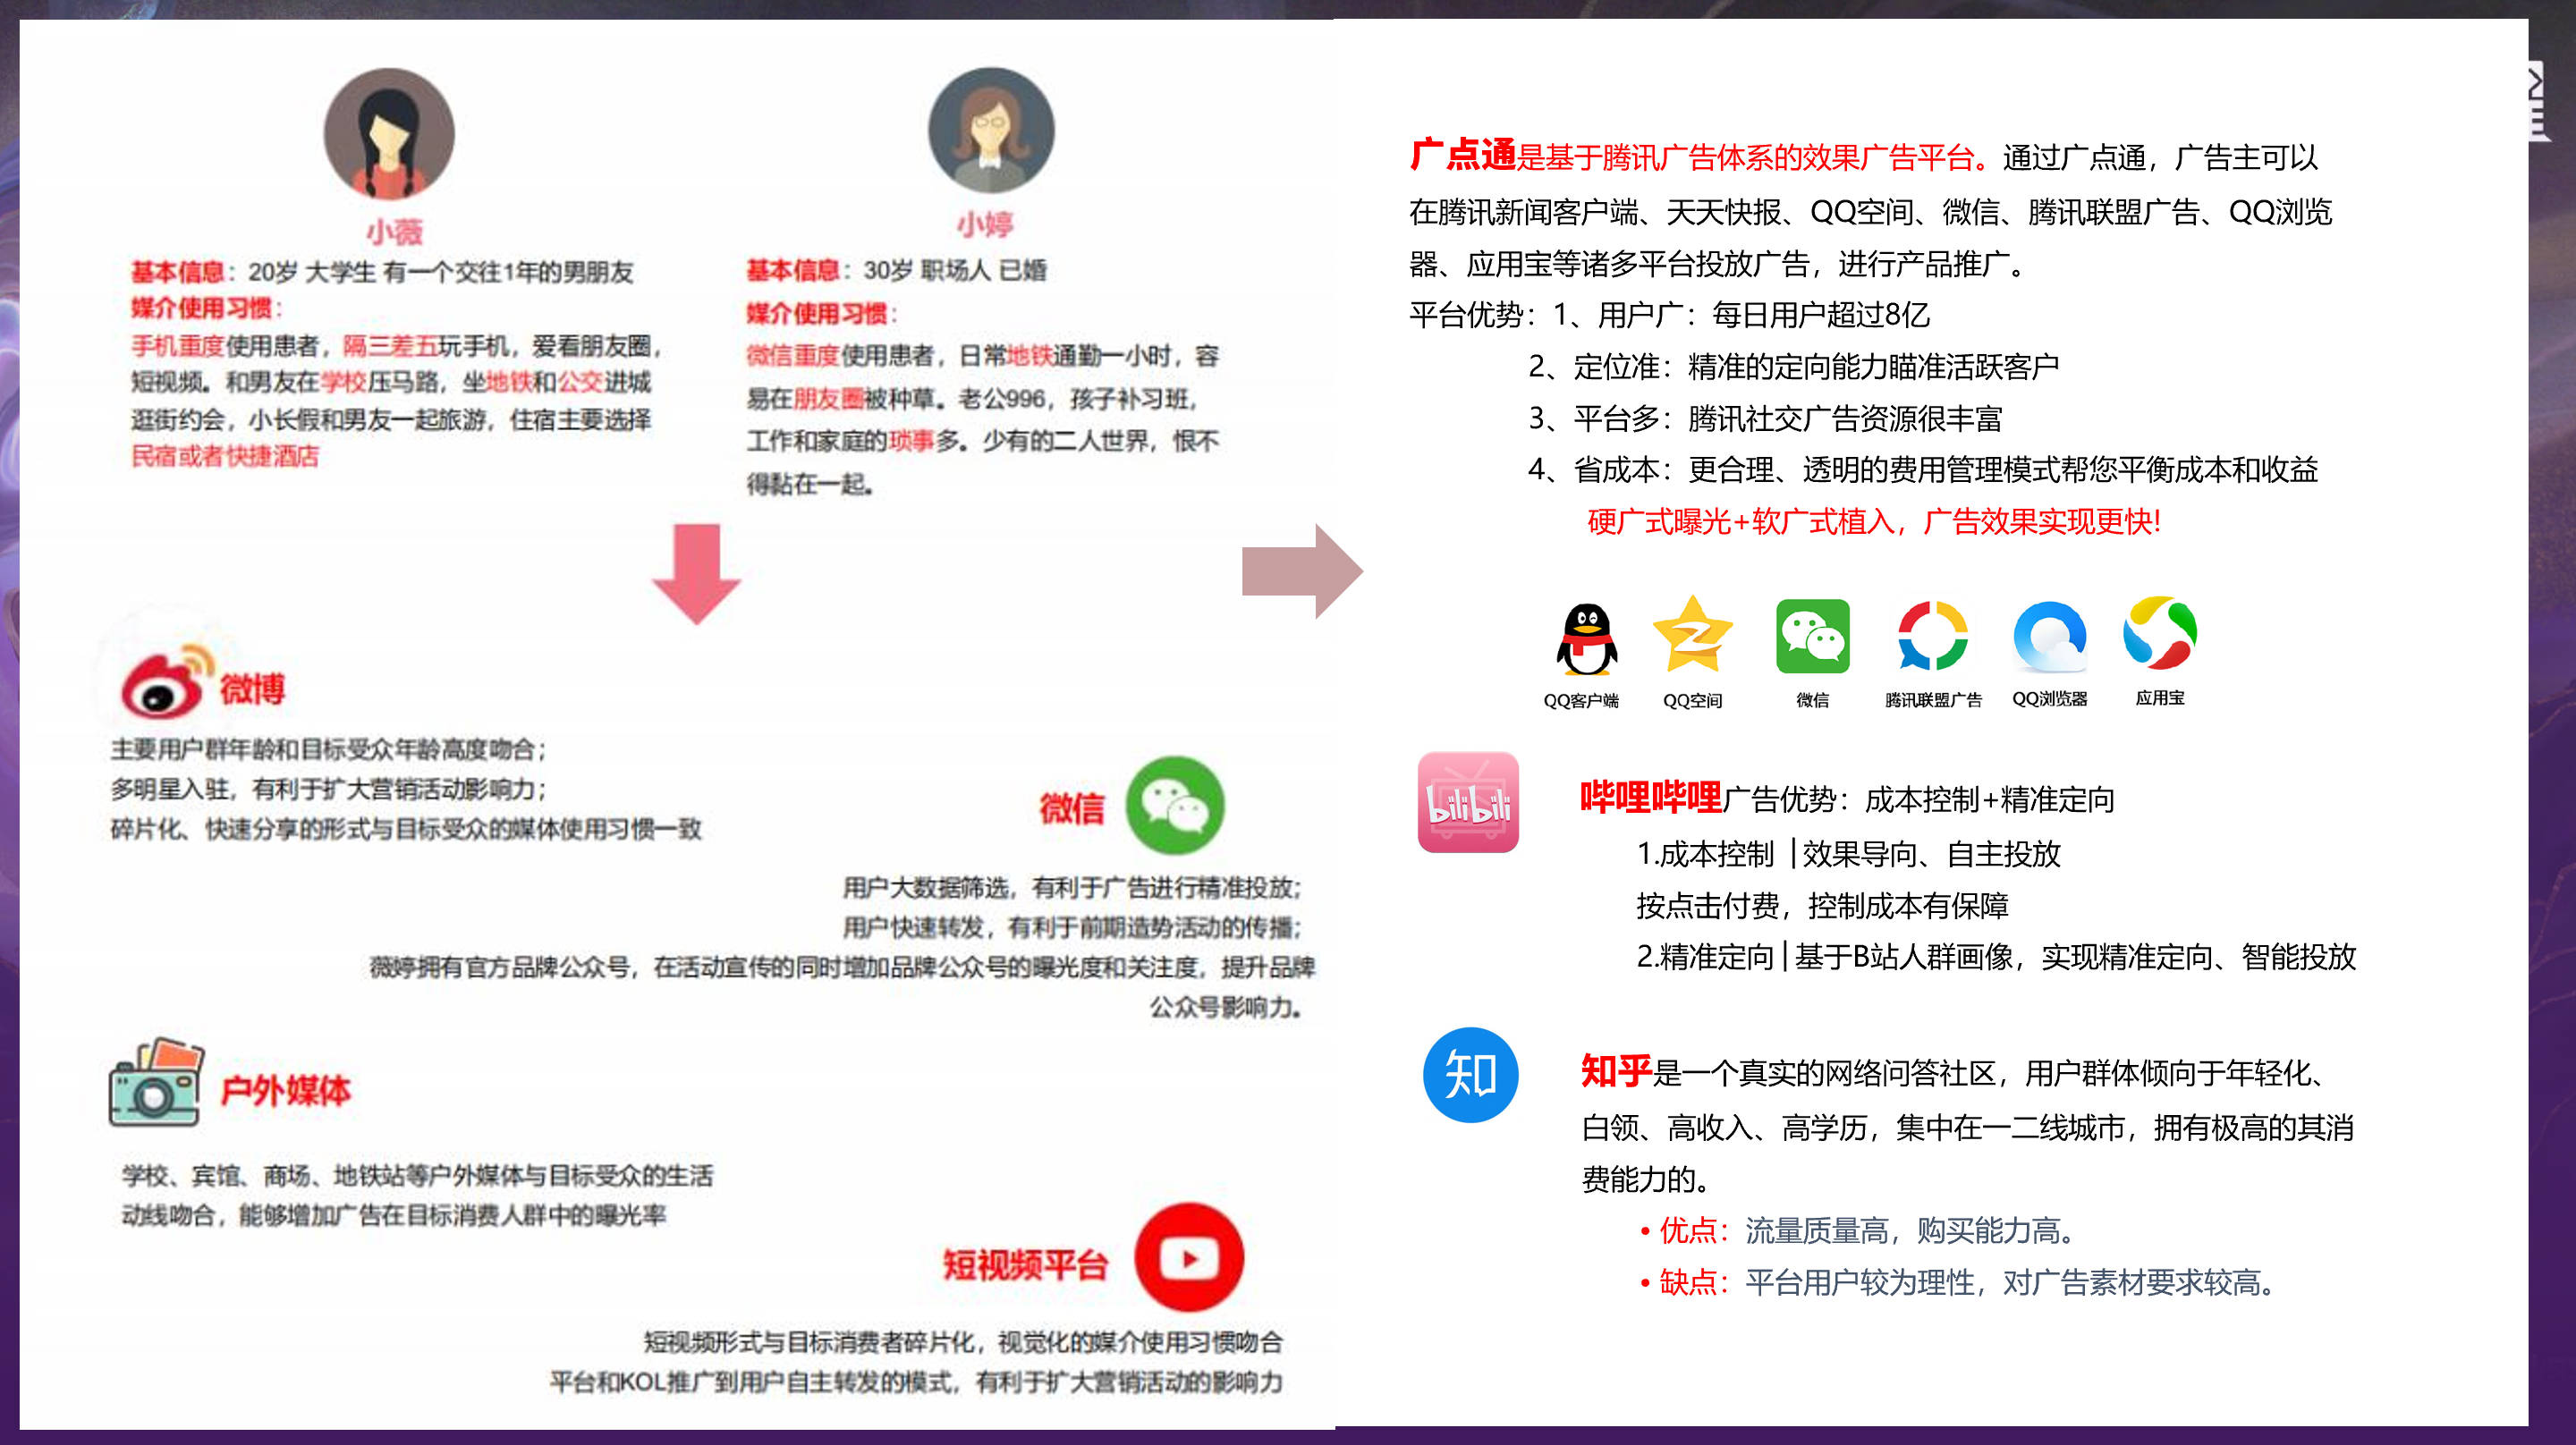 小薇
基本信息：20岁 大学生 有一个交往1年的男朋友
媒介使用习惯：
手机重度使用患者，隔三差五玩手机，爱看朋友圈，
短视频。和男友在学校压马路，坐地铁和公交进城
逛街约会，小长假和男友一起旅游，住宿主要选择
民宿或者快捷酒店
小婷
基本信息：30岁 职场人 已婚
媒介使用习惯：
微信重度使用患者，日常地铁通勤一小时，容
易在朋友圈被种草。老公996，孩子补习班，
工作和家庭的琐事多。少有的二人世界，恨不
得黏在一起。
微博
主要用户群年龄和目标受众年龄高度吻合；
多明星入驻，有利于扩大营销活动影响力；
碎片化、快速分享的形式与目标受众的媒体使用习惯一致
微信
用户大数据筛选，有利于广告进行精准投放；
用户快速转发，有利于前期造势活动的传播；
薇婷拥有官方品牌公众号，在活动宣传的同时增加品牌公众号的曝光度和关注度，提升品牌
公众号影响力。
户外媒体
学校、宾馆、商场、地铁站等户外媒体与目标受众的生活
动线吻合，能够增加广告在目标消费人群中的曝光率
短视频平台
短视频形式与目标消费者碎片化，视觉化的媒介使用习惯吻合
平台和KOL推广到用户自主转发的模式，有利于扩大营销活动的影响力
广点通是基于腾讯广告体系的效果广告平台。通过广点通，广告主可以
在腾讯新闻客户端、天天快报、QQ空间、微信、腾讯联盟广告、QQ浏览
器、应用宝等诸多平台投放广告，进行产品推广。
平台优势：1、用户广：每日用户超过8亿
2、定位准：精准的定向能力瞄准活跃客户
3、平台多：腾讯社交广告资源很丰富
4、省成本：更合理、透明的费用管理模式帮您平衡成本和收益
硬广式曝光+软广式植入，广告效果实现更快!
QQ客户端 QQ空间 微信 腾讯联盟广告 QQ浏览器 应用宝
bilibili
哔哩哔哩广告优势：成本控制+精准定向
1.成本控制 |效果导向、自主投放
按点击付费，控制成本有保障
2.精准定向|基于B站人群画像，实现精准定向、智能投放
知
知乎是一个真实的网络问答社区，用户群体倾向于年轻化、
白领、高收入、高学历，集中在一二线城市，拥有极高的其消
费能力的。
• 优点：流量质量高，购买能力高。
• 缺点：平台用户较为理性，对广告素材要求较高。